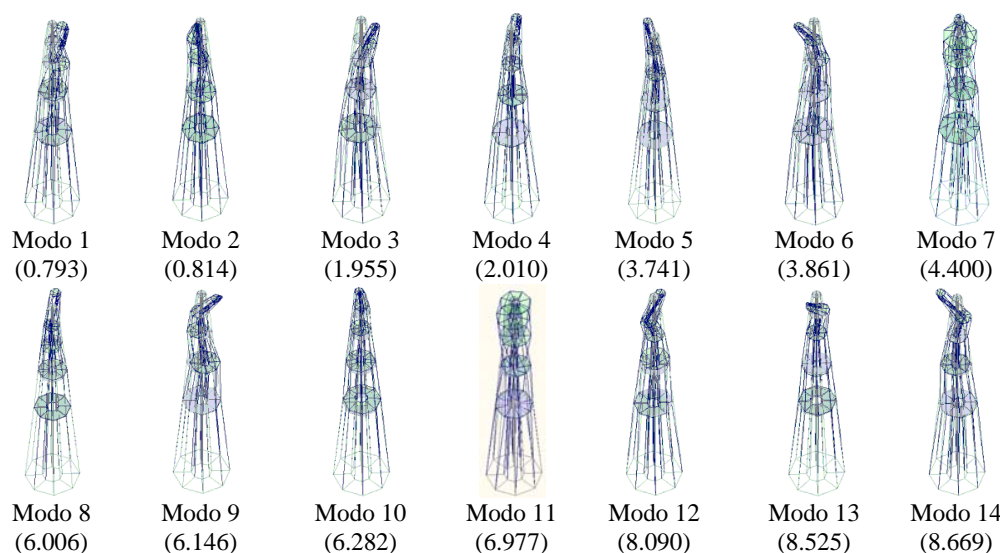 Modo 1 Modo 2 Modo 3 Modo 4 Modo 5 Modo 6 Modo 7
(0.793) (0.814) (1.955) (2.010) (3.741) (3.861) (4.400)
Modo 8 Modo 9 Modo 10 Modo 11 Modo 12 Modo 13 Modo 14
(6.006) (6.146) (6.282) (6.977) (8.090) (8.525) (8.669)